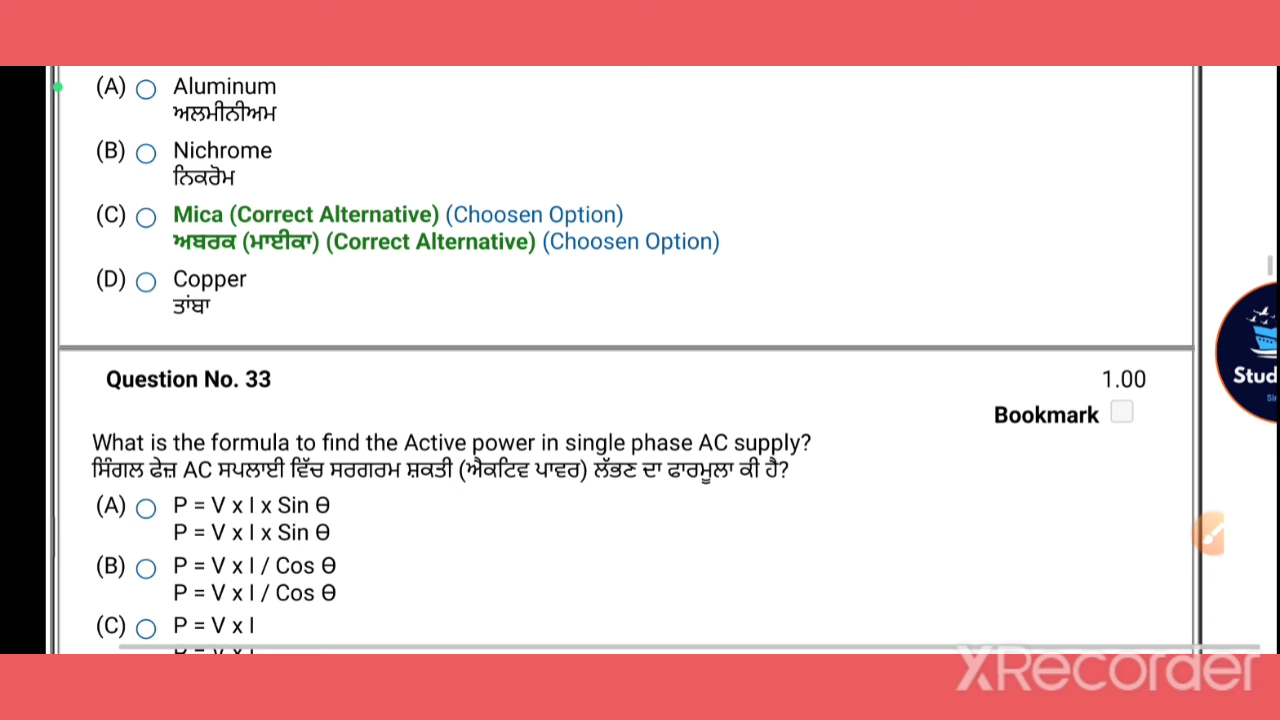 (A) Aluminum
ਅਲਮੀਨੀਅਮ
(B) Nichrome
ਨਿਕਰੋਮ
(C) Mica (Correct Alternative) (Choosen Option)
ਅਬਰਕ (ਮਾਈਕਾ) (Correct Alternative) (Choosen Option)
(D) Copper
ਤਾਂਬਾ
Question No. 33 1.00
Bookmark
What is the formula to find the Active power in single phase AC supply?
ਸਿੰਗਲ ਫੇਜ਼ AC ਸਪਲਾਈ ਵਿੱਚ ਸਰਗਰਮ ਸ਼ਕਤੀ (ਐਕਟਿਵ ਪਾਵਰ) ਲੱਭਣ ਦਾ ਫਾਰਮੂਲਾ ਕੀ ਹੈ?
(A) P = V x I x Sin Ө
P = V x I x Sin Ө
(B) P = V x I / Cos Ө
P = V x I / Cos Ө
(C) P = V x I
Stud
XRecorder